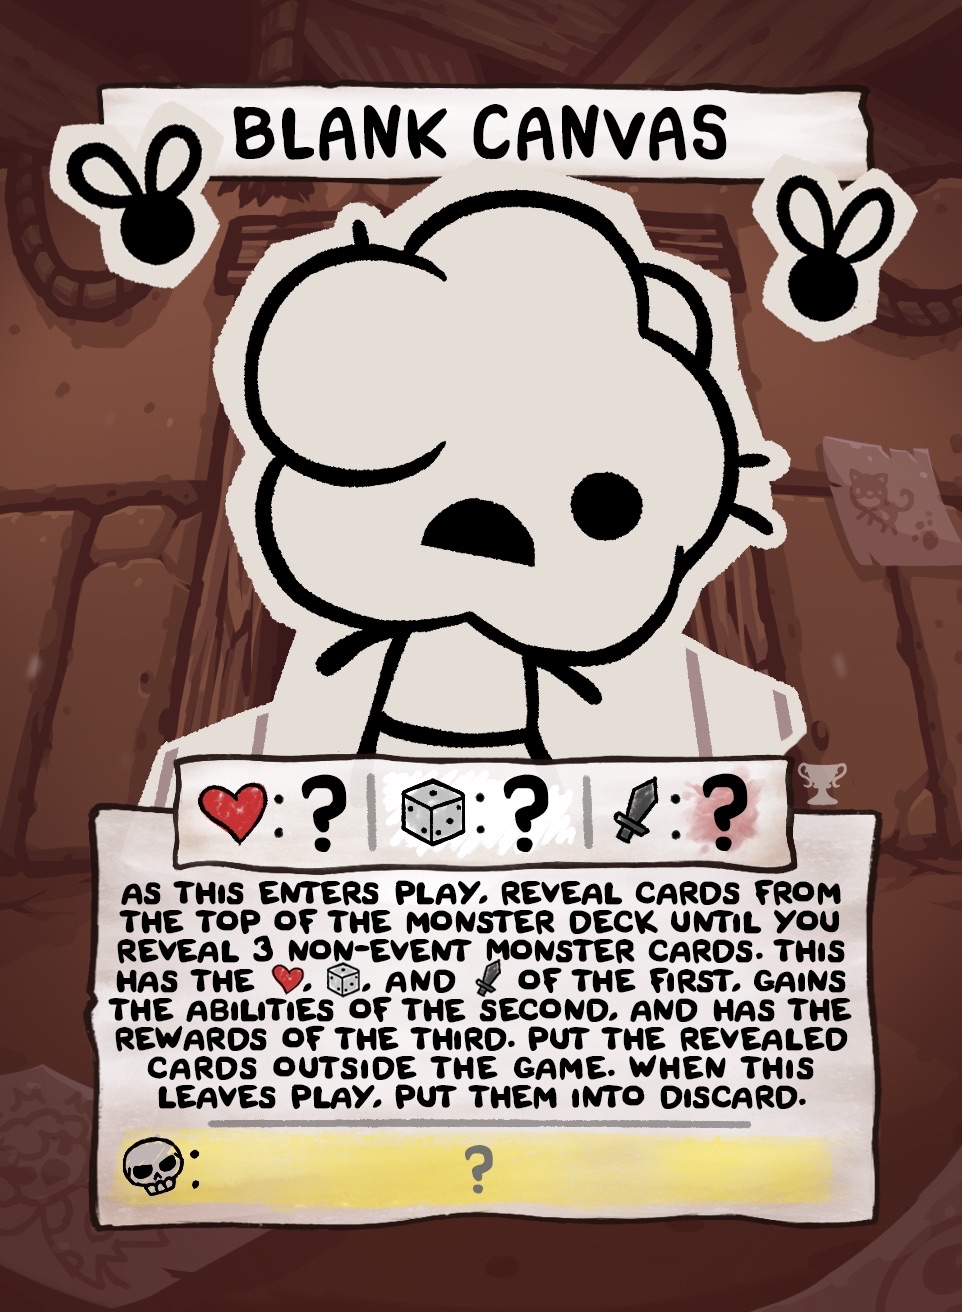 BLANK CANVAS
: ? : ? : ?
AS THIS ENTERS PLAY, REVEAL CARDS FROM
THE TOP OF THE MONSTER DECK UNTIL YOU
REVEAL 3 NON-EVENT MONSTER CARDS. THIS
HAS THE , , AND OF THE FIRST, GAINS
THE ABILITIES OF THE SECOND, AND HAS THE
REWARDS OF THE THIRD. PUT THE REVEALED
CARDS OUTSIDE THE GAME. WHEN THIS
LEAVES PLAY, PUT THEM INTO DISCARD.
: ?